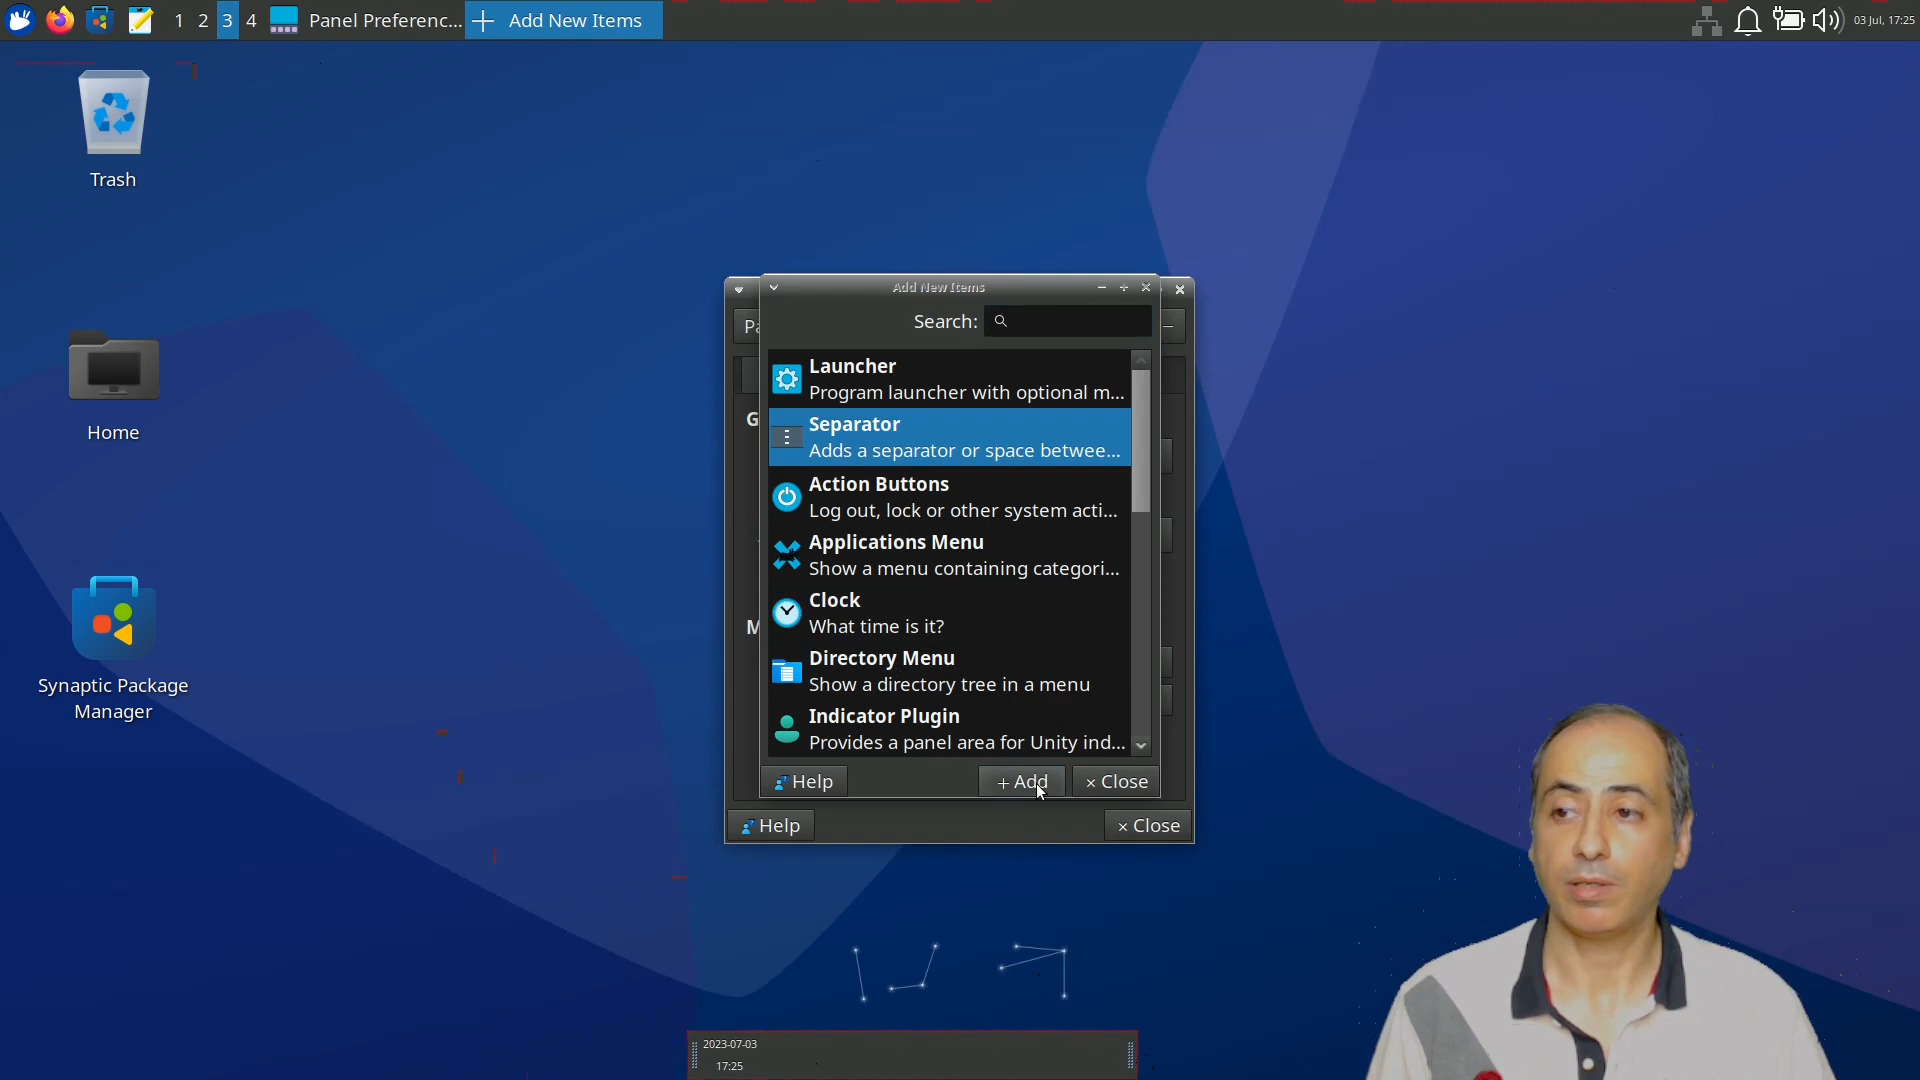 1 2 3 4 Panel Preferenc... Add New Items 03 Jul, 17:25
Trash
Home
Synaptic Package
Manager
Add New Items
Pa
Search:
Launcher
Program launcher with optional m...
G
Separator
Adds a separator or space betwee...
Action Buttons
Log out, lock or other system acti...
Applications Menu
Show a menu containing categori...
Clock
What time is it?
M
Directory Menu
Show a directory tree in a menu
Indicator Plugin
Provides a panel area for Unity ind...
Help Add Close
Help Close
2023-07-03
17:25